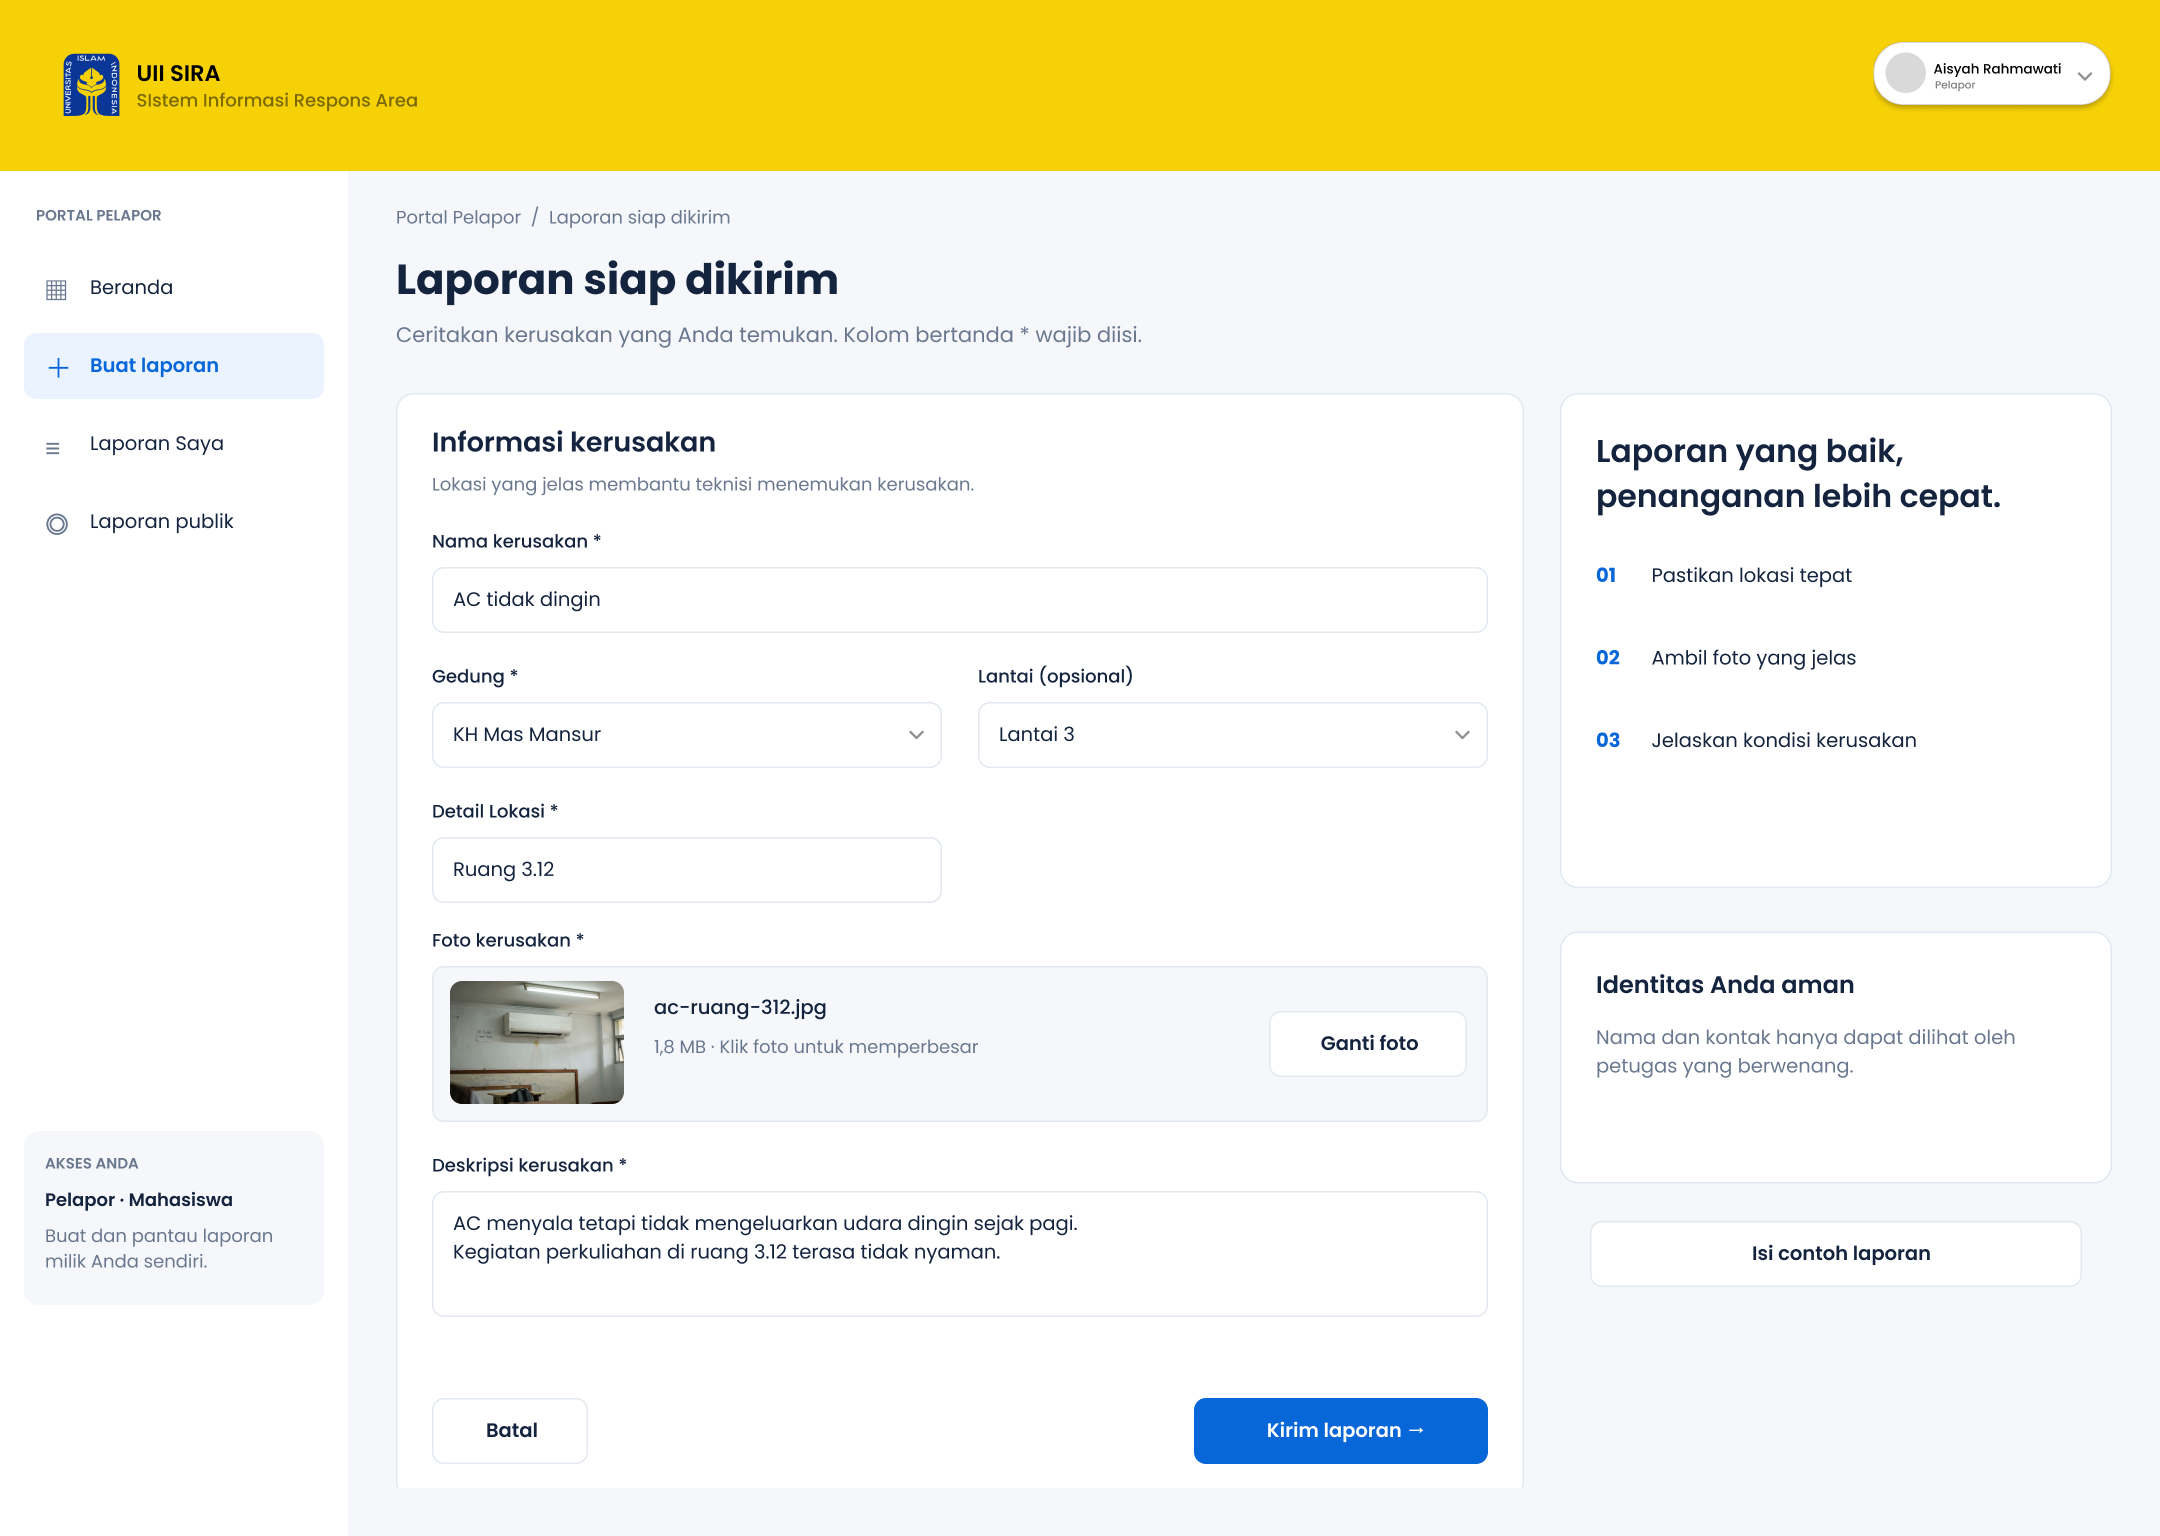 UNIVERSITAS ISLAM INDONESIA
UII SIRA
SIstem Informasi Respons Area
Aisyah Rahmawati
Pelapor
PORTAL PELAPOR
Beranda
Buat laporan
Laporan Saya
Laporan publik
AKSES ANDA
Pelapor · Mahasiswa
Buat dan pantau laporan
milik Anda sendiri.
Portal Pelapor / Laporan siap dikirim
Laporan siap dikirim
Ceritakan kerusakan yang Anda temukan. Kolom bertanda * wajib diisi.
Informasi kerusakan
Lokasi yang jelas membantu teknisi menemukan kerusakan.
Nama kerusakan *
AC tidak dingin
Gedung *
Lantai (opsional)
KH Mas Mansur
Lantai 3
Detail Lokasi *
Ruang 3.12
Foto kerusakan *
ac-ruang-312.jpg
1,8 MB · Klik foto untuk memperbesar
Ganti foto
Deskripsi kerusakan *
AC menyala tetapi tidak mengeluarkan udara dingin sejak pagi.
Kegiatan perkuliahan di ruang 3.12 terasa tidak nyaman.
Batal
Kirim laporan →
Laporan yang baik,
penanganan lebih cepat.
01 Pastikan lokasi tepat
02 Ambil foto yang jelas
03 Jelaskan kondisi kerusakan
Identitas Anda aman
Nama dan kontak hanya dapat dilihat oleh
petugas yang berwenang.
Isi contoh laporan